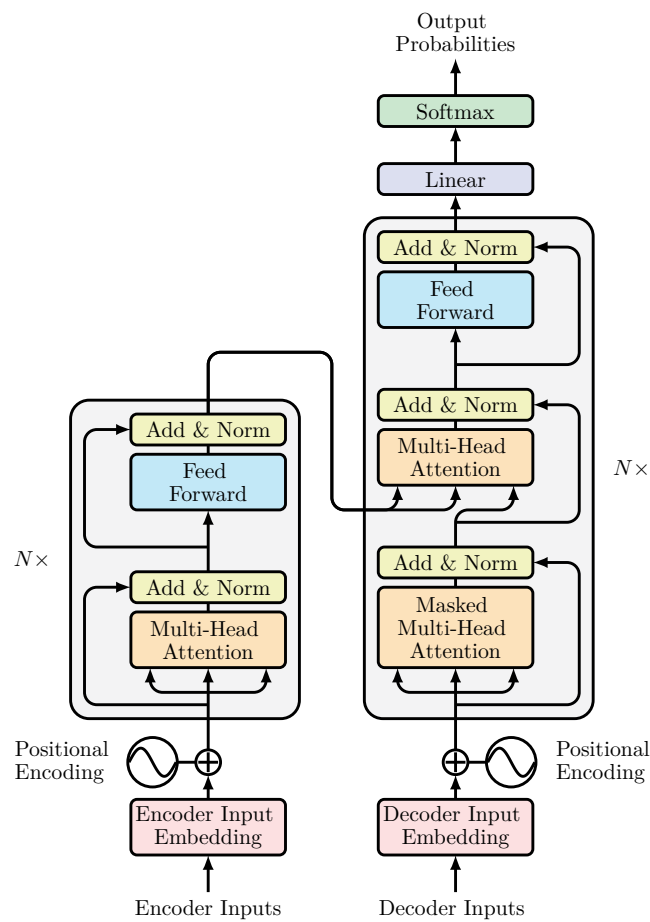 Output
Probabilities
Softmax
Linear
Add & Norm
Feed
Forward
Add & Norm
Multi-Head
Attention
N×
Add & Norm
Masked
Multi-Head
Attention
Add & Norm
Feed
Forward
N×
Add & Norm
Multi-Head
Attention
Positional
Encoding
Positional
Encoding
Encoder Input
Embedding
Decoder Input
Embedding
Encoder Inputs
Decoder Inputs